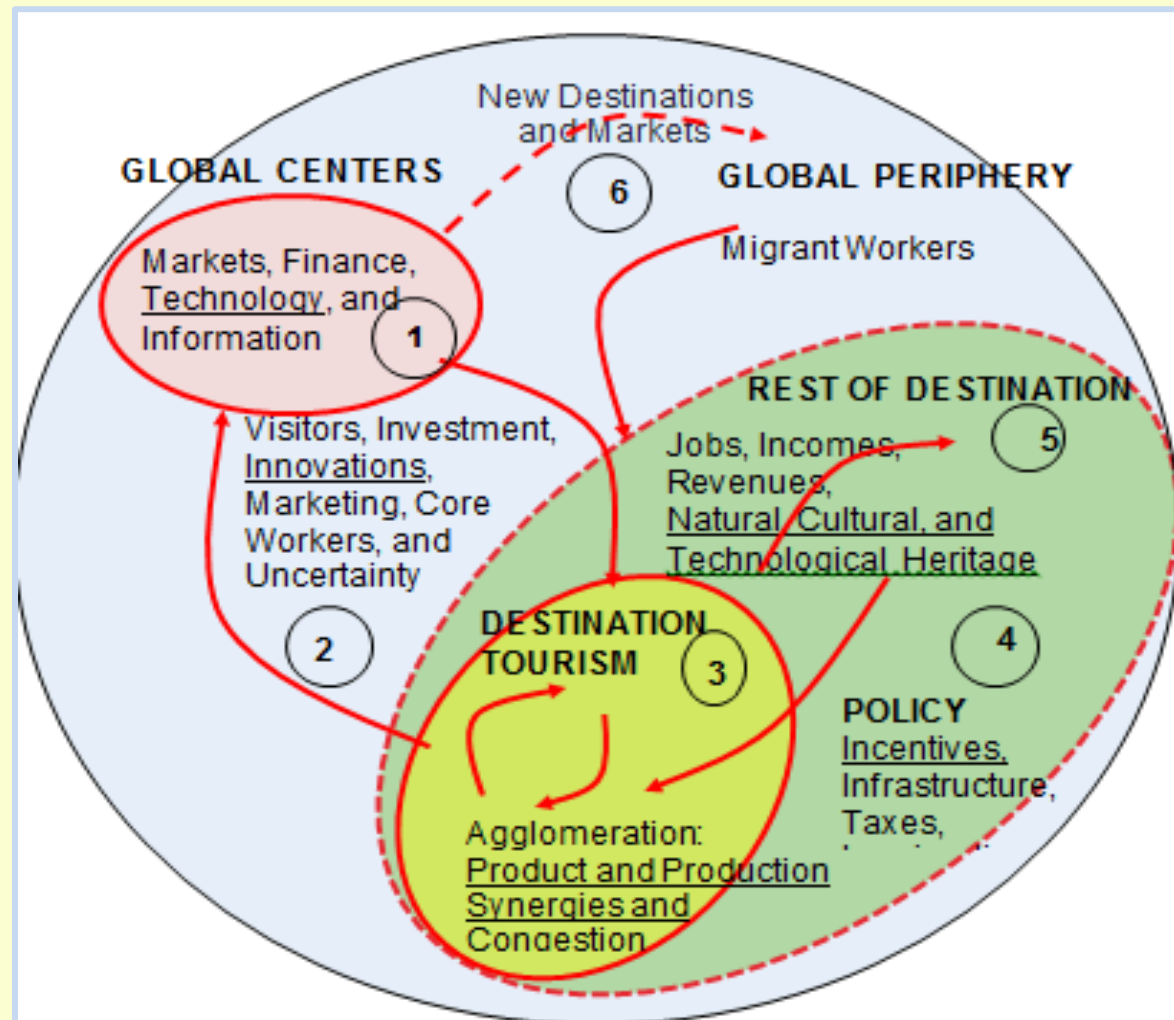 New Destinations
and Markets
GLOBAL CENTERS
6
GLOBAL PERIPHERY
Markets, Finance,
Technology, and
Information
1
Migrant Workers
REST OF DESTINATION
5
Visitors, Investment,
Innovations,
Marketing, Core
Workers, and
Uncertainty
2
Jobs, Incomes,
Revenues,
Natural, Cultural, and
Technological Heritage
4
DESTINATION
TOURISM
3
POLICY
Incentives,
Infrastructure,
Taxes,
Agglomeration:
Product and Production
Synergies and
Congestion